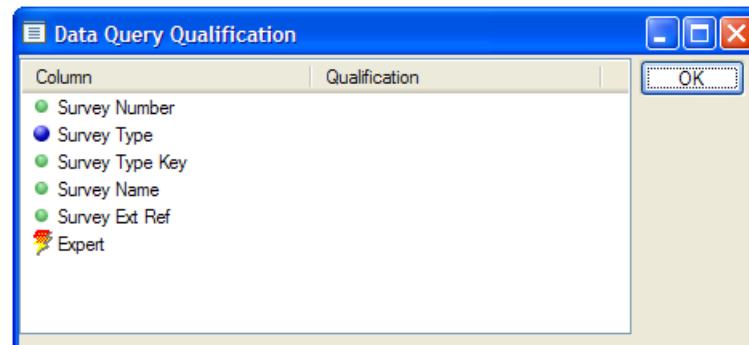 Data Query Qualification
Column Qualification
OK
Survey Number
Survey Type
Survey Type Key
Survey Name
Survey Ext Ref
Expert